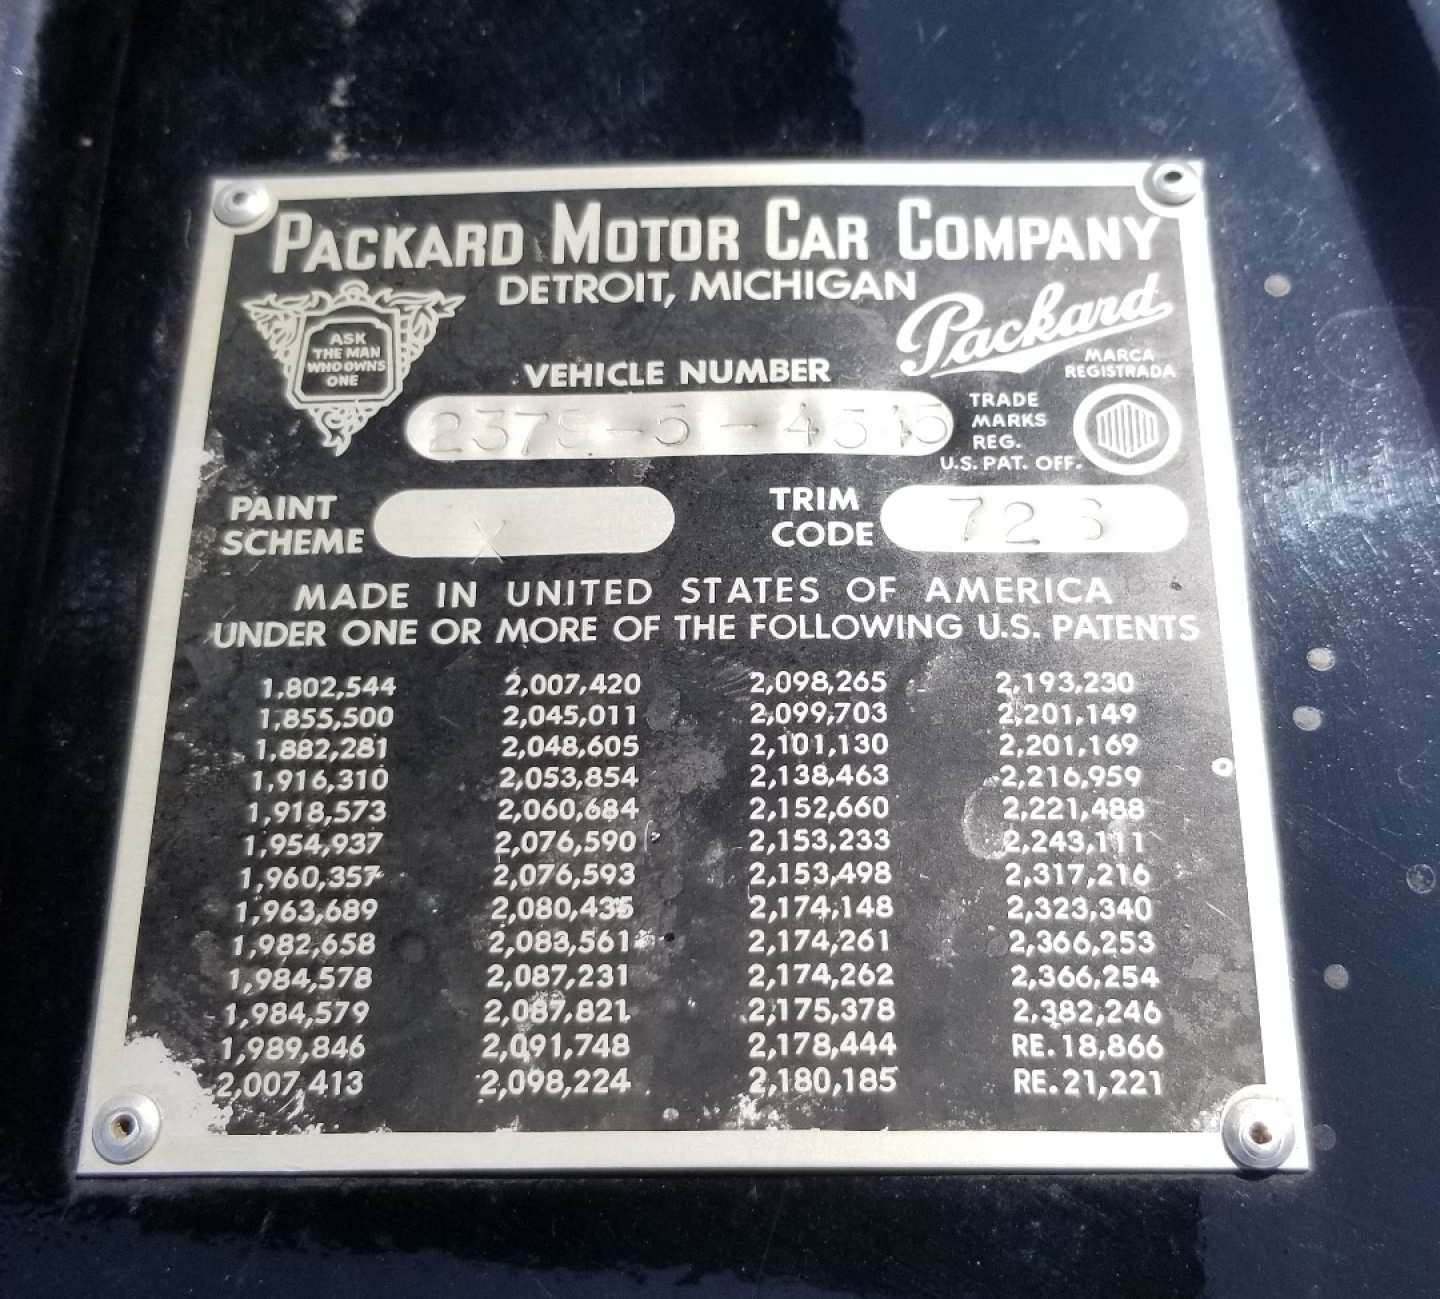 PACKARD MOTOR CAR COMPANY
DETROIT, MICHIGAN
ASK
THE MAN
WHO OWNS
ONE
Packard
MARCA
REGISTRADA
VEHICLE NUMBER
TRADE
MARKS
REG.
U.S. PAT. OFF.
PAINT
SCHEME
X
TRIM
CODE
MADE IN UNITED STATES OF AMERICA
UNDER ONE OR MORE OF THE FOLLOWING U.S. PATENTS
1,802,544 2,007,420 2,098,265 2,193,230
1,855,500 2,045,011 2,099,703 2,201,149
1,882,281 2,048,605 2,101,130 2,201,169
1,916,310 2,053,854 2,138,463 2,216,959
1,918,573 2,060,684 2,152,660 2,221,488
1,954,937 2,076,590 2,153,233 2,243,111
1,960,357 2,076,593 2,153,498 2,317,216
1,963,689 2,080,435 2,174,148 2,323,340
1,982,658 2,083,561 2,174,261 2,366,253
1,984,578 2,087,231 2,174,262 2,366,254
1,984,579 2,087,821 2,175,378 2,382,246
1,989,846 2,091,748 2,178,444 RE. 18,866
2,007,413 2,098,224 2,180,185 RE. 21,221